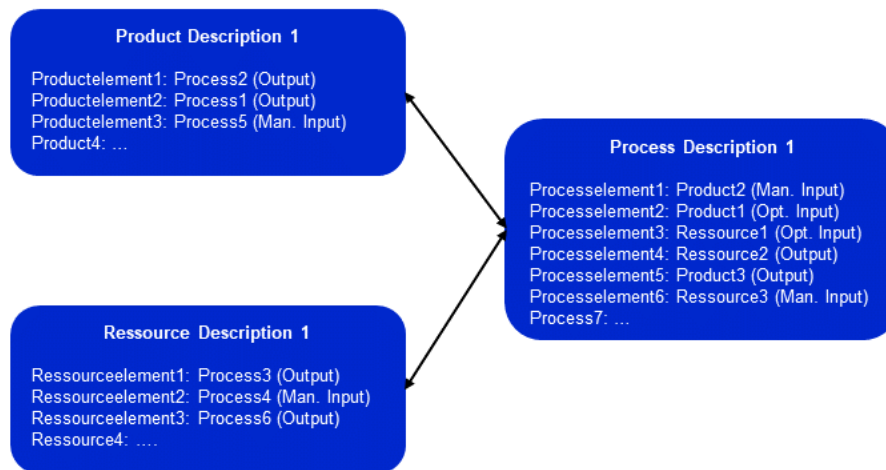 Product Description 1
Productelement1: Process2 (Output)
Productelement2: Process1 (Output)
Productelement3: Process5 (Man. Input)
Product4: ...
Process Description 1
Processelement1: Product2 (Man. Input)
Processelement2: Product1 (Opt. Input)
Processelement3: Ressource1 (Opt. Input)
Processelement4: Ressource2 (Output)
Processelement5: Product3 (Output)
Processelement6: Ressource3 (Man. Input)
Process7: ...
Ressource Description 1
Ressourceelement1: Process3 (Output)
Ressourceelement2: Process4 (Man. Input)
Ressourceelement3: Process6 (Output)
Ressource4: ....